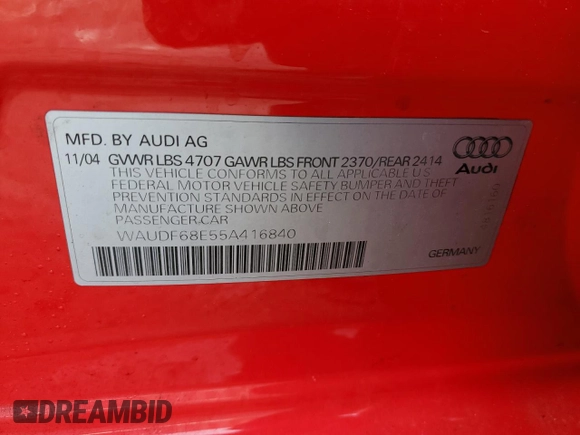 MFD. BY AUDI AG
11/04 GVWR LBS 4707 GAWR LBS FRONT 2370/REAR 2414
THIS VEHICLE CONFORMS TO ALL APPLICABLE U.S
FEDERAL MOTOR VEHICLE SAFETY BUMPER AND THEFT
PREVENTION STANDARDS IN EFFECT ON THE DATE OF
MANUFACTURE SHOWN ABOVE
PASSENGER CAR
WAUDF68E55A416840
Audi
GERMANY
DREAMBID